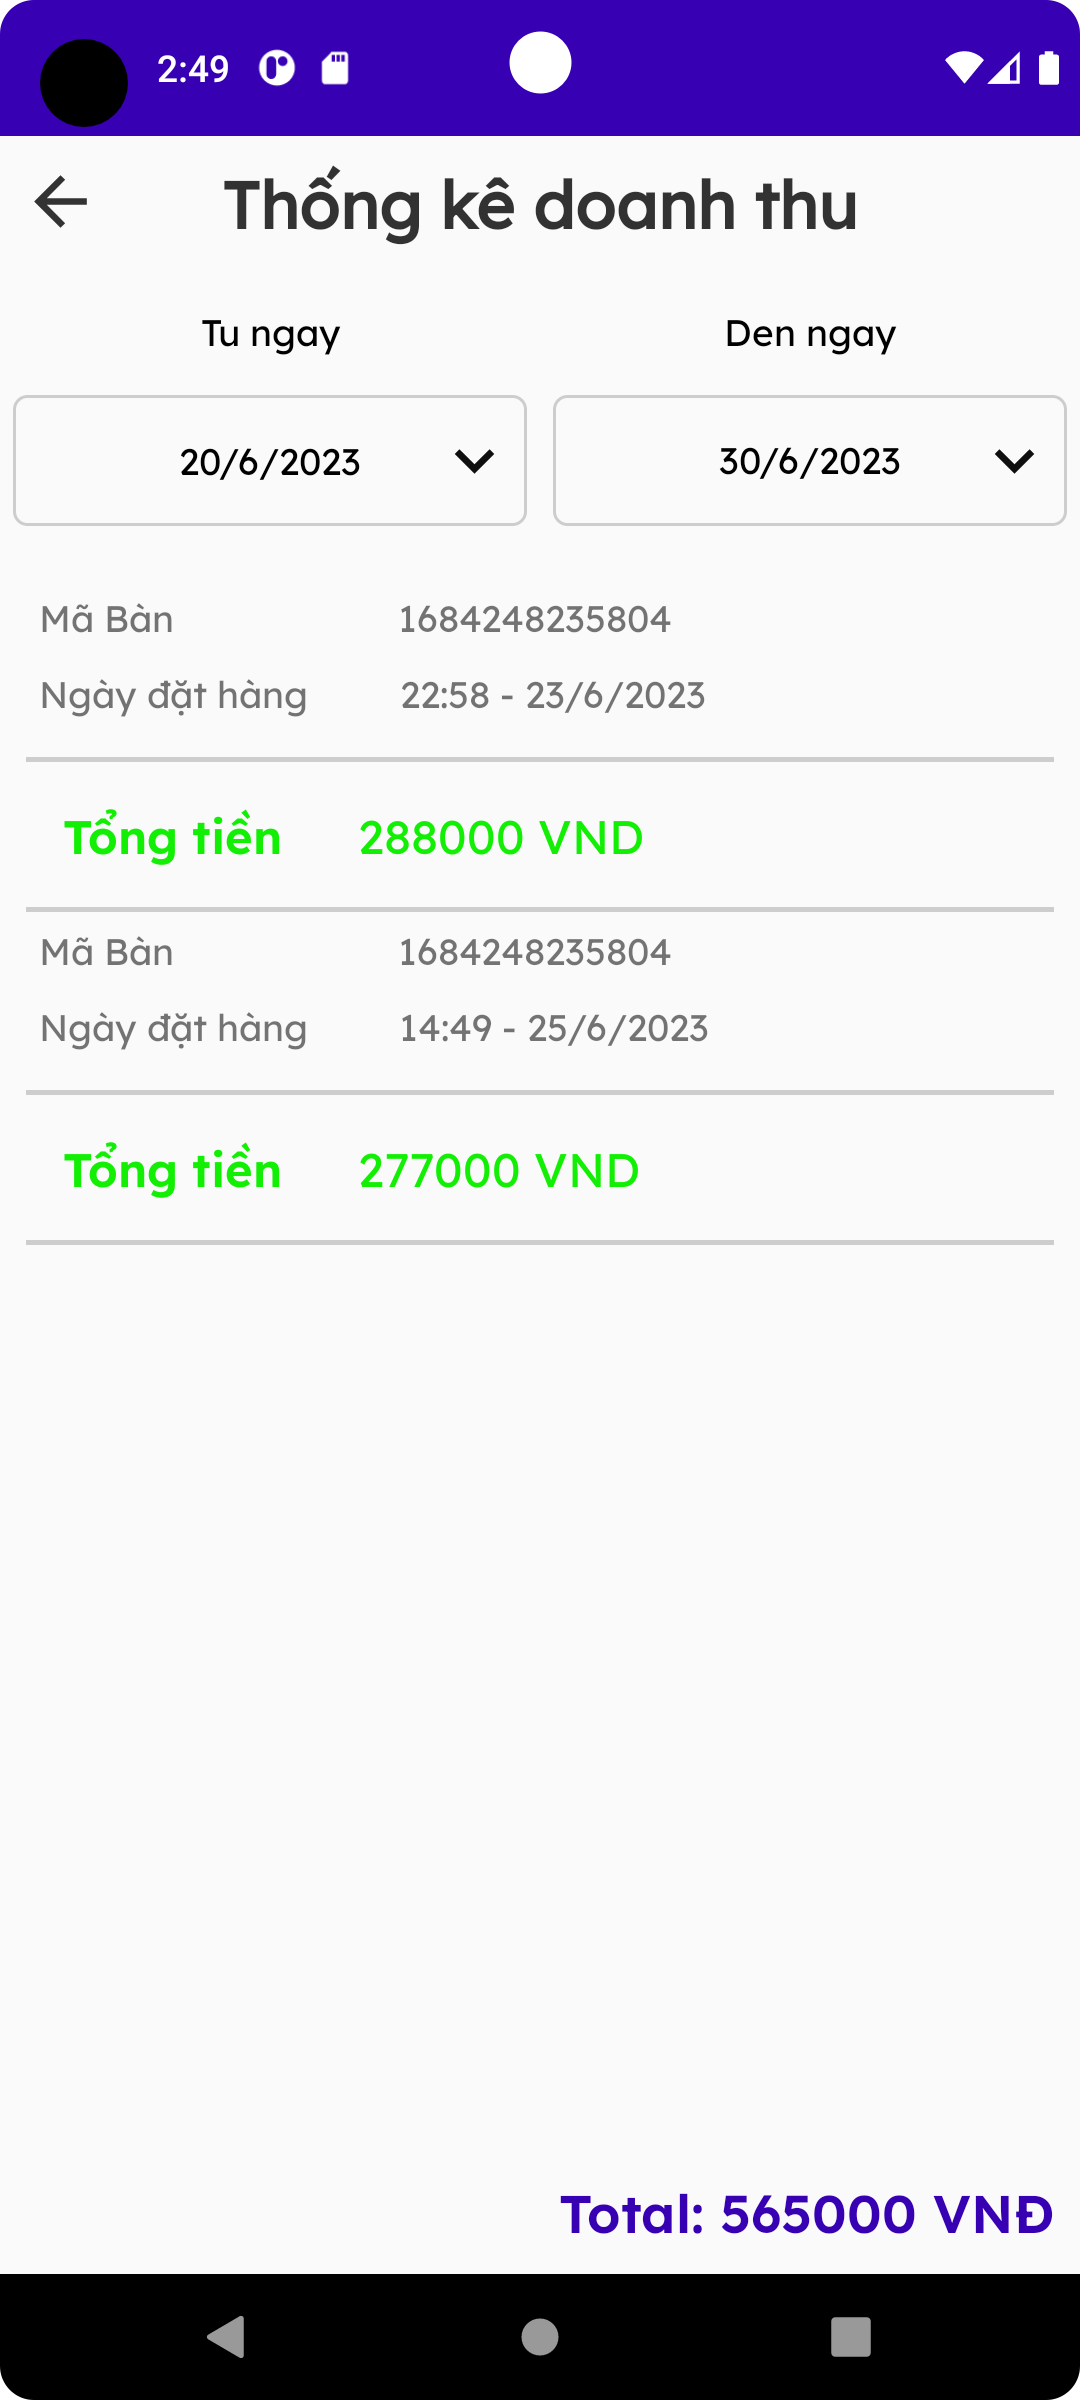 2:49
Thống kê doanh thu
Tu ngay Den ngay
20/6/2023 30/6/2023
Mã Bàn 1684248235804
Ngày đặt hàng 22:58 - 23/6/2023
Tổng tiền 288000 VND
Mã Bàn 1684248235804
Ngày đặt hàng 14:49 - 25/6/2023
Tổng tiền 277000 VND
Total: 565000 VNĐ